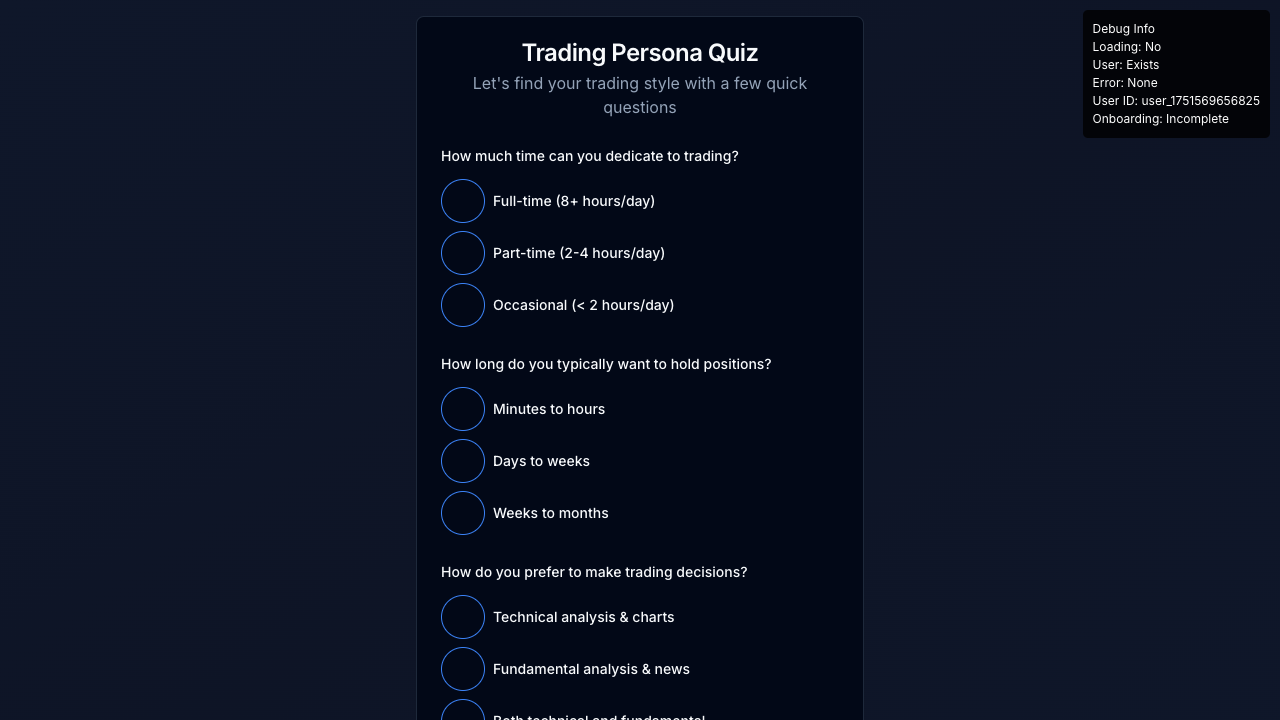 Trading Persona Quiz
Let's find your trading style with a few quick
questions
How much time can you dedicate to trading?
Full-time (8+ hours/day)
Part-time (2-4 hours/day)
Occasional (< 2 hours/day)
How long do you typically want to hold positions?
Minutes to hours
Days to weeks
Weeks to months
How do you prefer to make trading decisions?
Technical analysis & charts
Fundamental analysis & news
Both technical and fundamental
Debug Info
Loading: No
User: Exists
Error: None
User ID: user_1751569656825
Onboarding: Incomplete